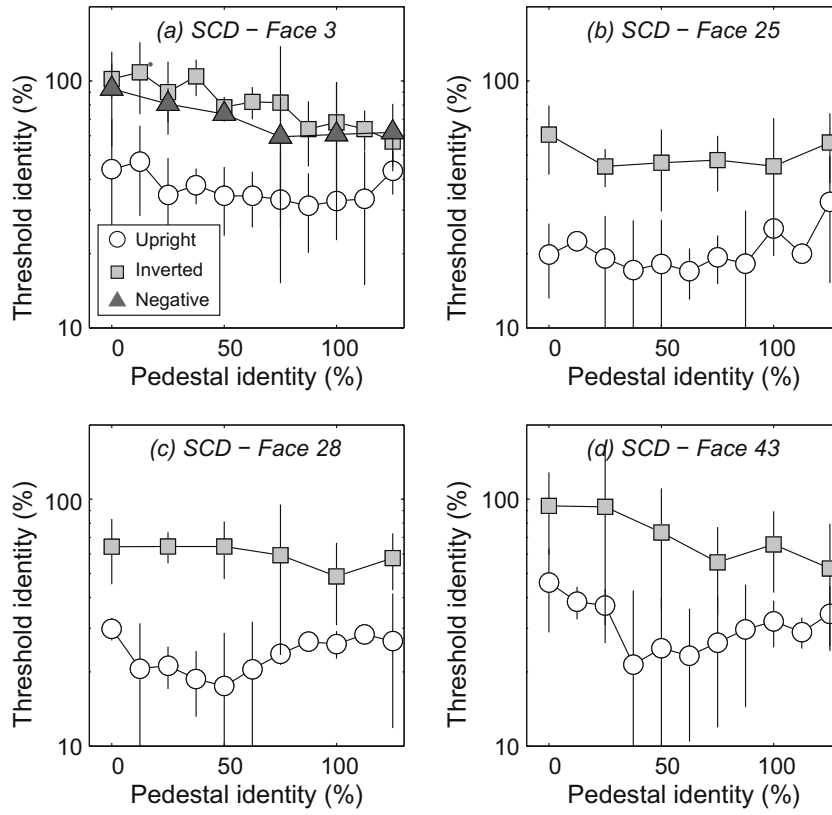 (a) SCD − Face 3
Threshold identity (%)
100
10
Upright
Inverted
Negative
0 50 100
Pedestal identity (%)
(b) SCD − Face 25
Threshold identity (%)
100
10
0 50 100
Pedestal identity (%)
(c) SCD − Face 28
Threshold identity (%)
100
10
0 50 100
Pedestal identity (%)
(d) SCD − Face 43
Threshold identity (%)
100
10
0 50 100
Pedestal identity (%)